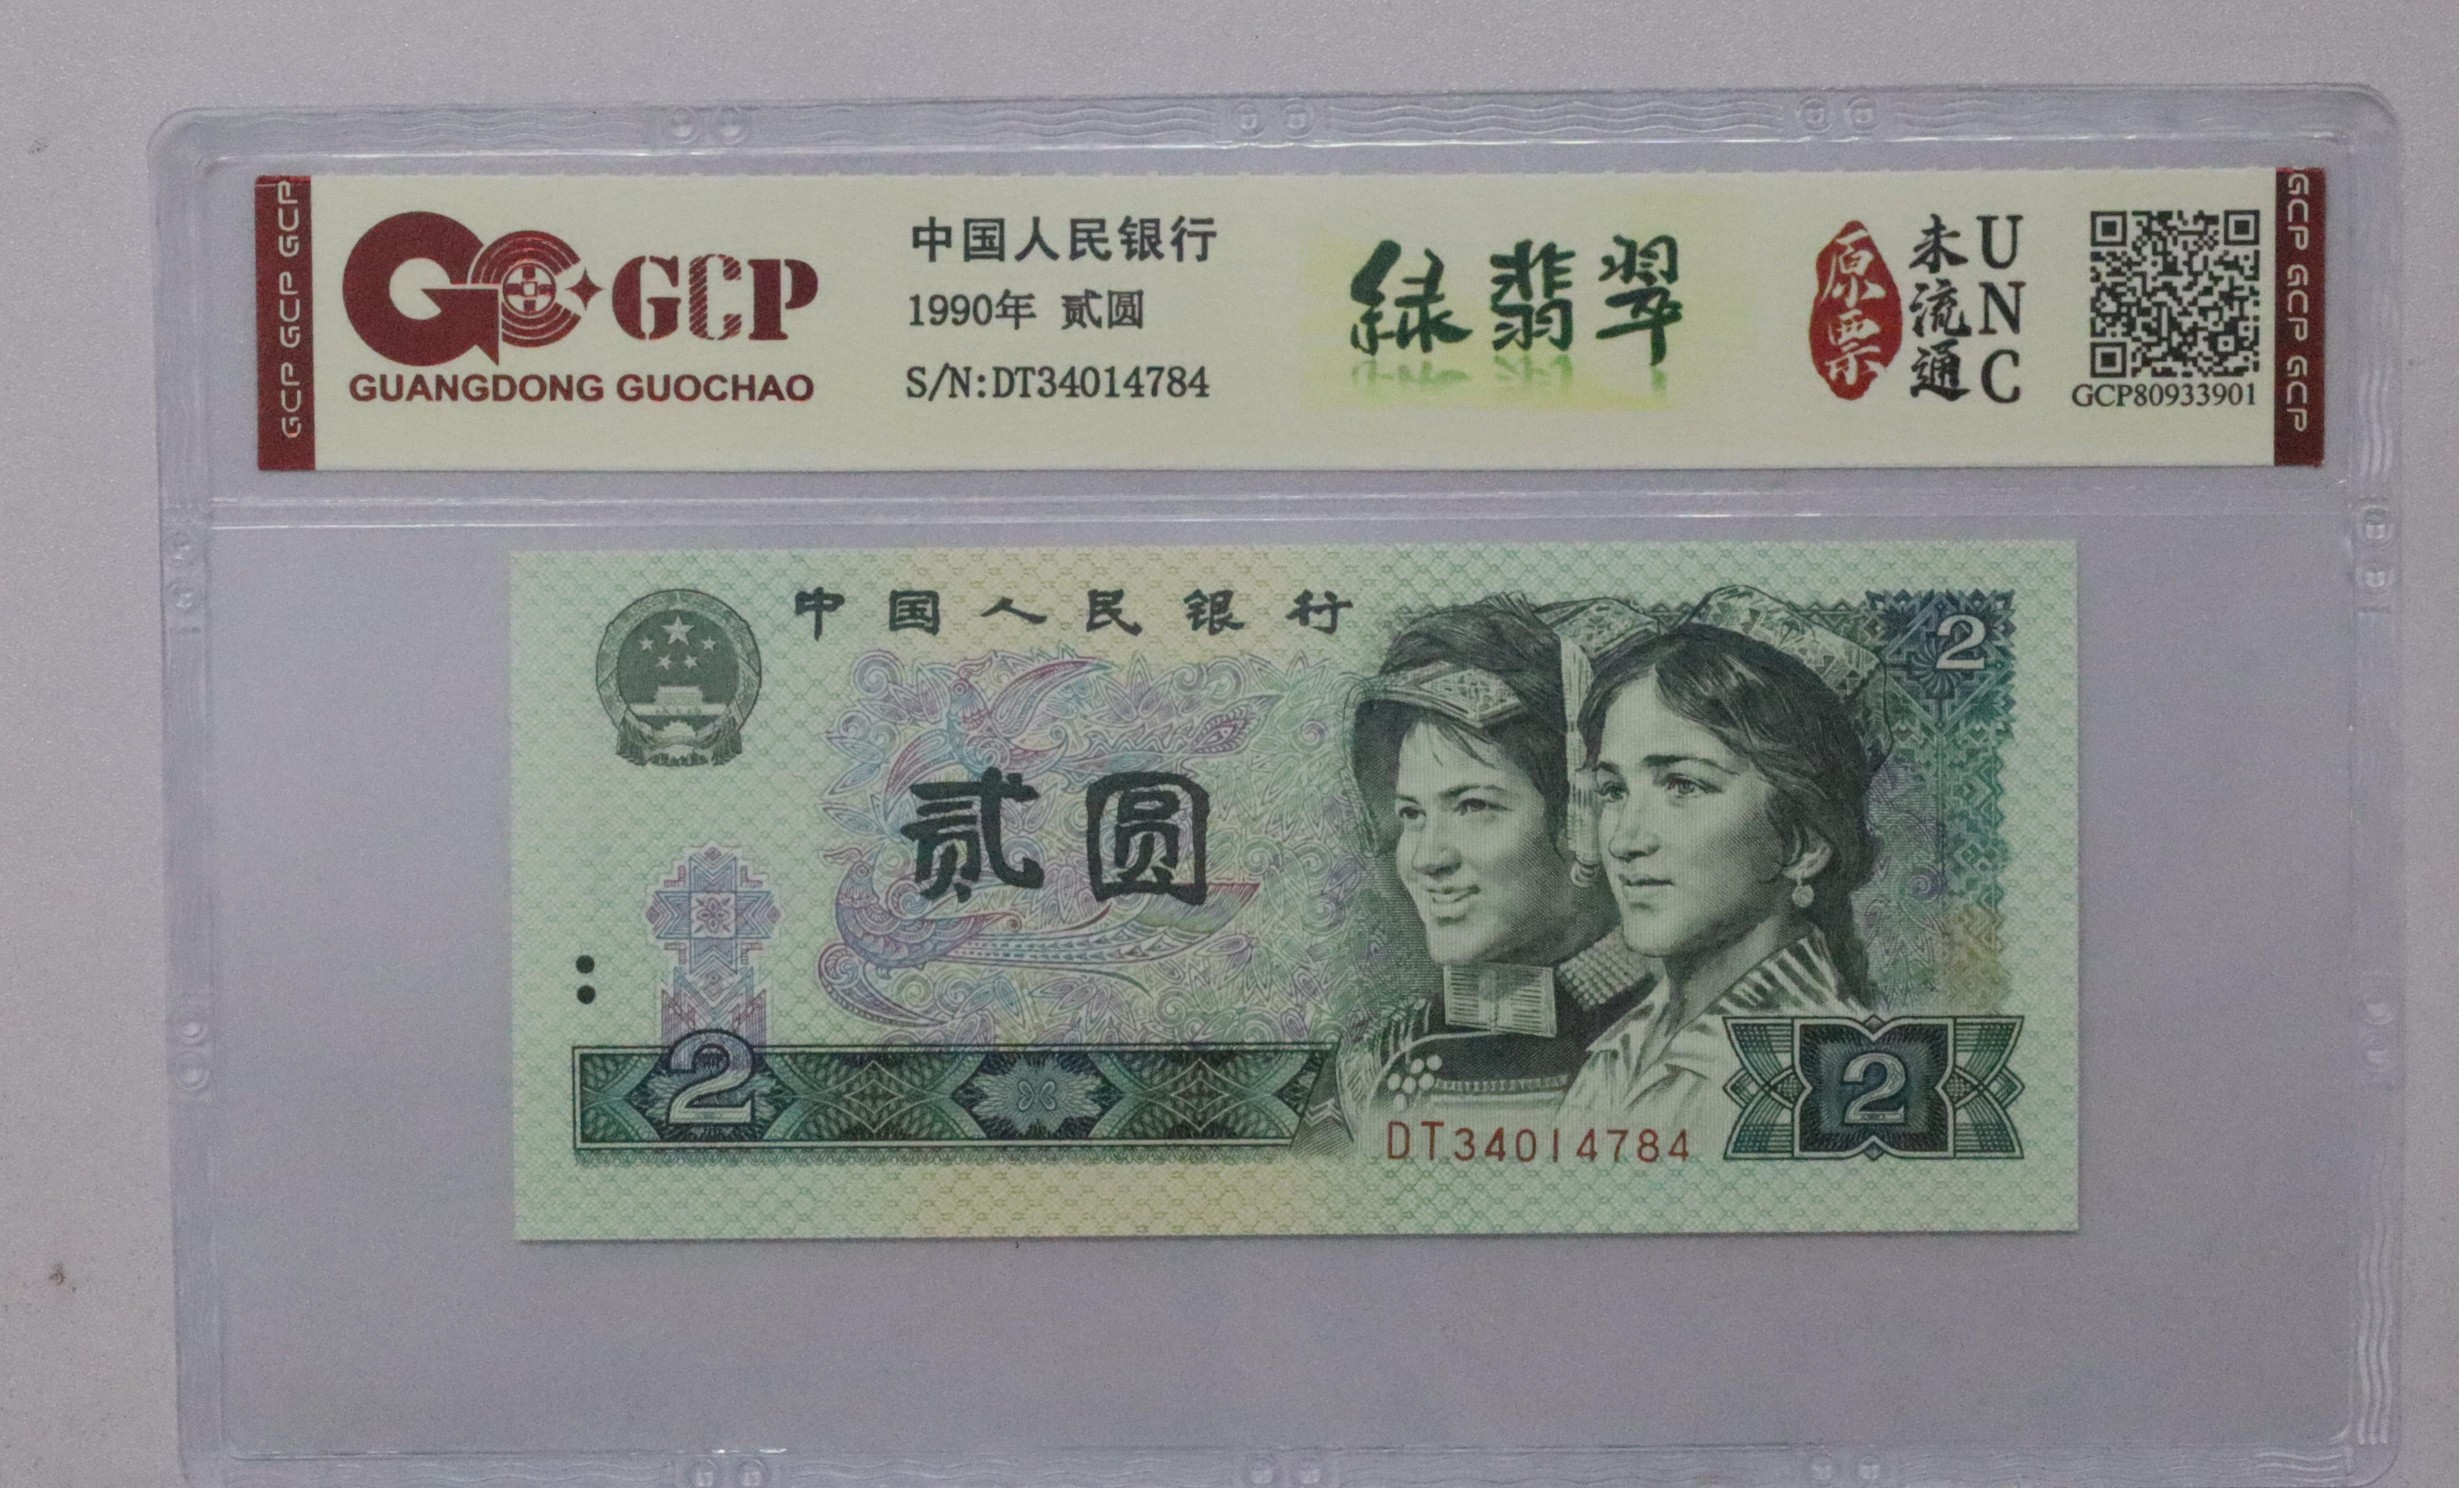 GCP GCP GCP
GCP
GUANGDONG GUOCHAO
中国人民银行
1990年 贰圆
S/N:DT34014784
緑翡翠
原票
未流通
UNC
GCP80933901
GCP GCP GCP
中国人民银行
2
贰圆
2
2
DT34014784